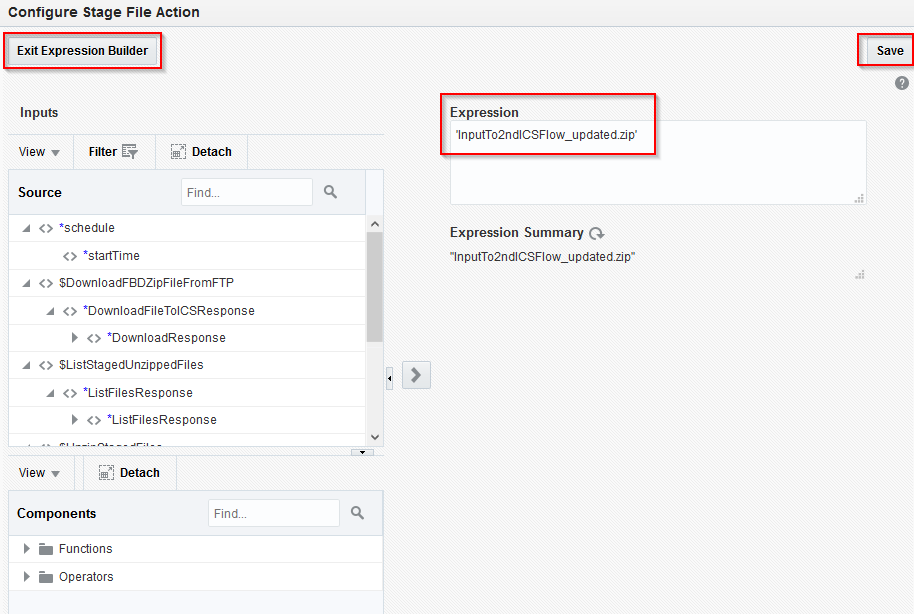 Configure Stage File Action
Exit Expression Builder
Save
?
Inputs
View
Filter
Detach
Source
Find...
<> *schedule
<> *startTime
<> $DownloadFBDZipFileFromFTP
<> *DownloadFileToICSResponse
<> *DownloadResponse
<> $ListStagedUnzippedFiles
<> *ListFilesResponse
<> *ListFilesResponse
<> $UnzipStagedFiles
View
Detach
Components
Find...
Functions
Operators
Expression
'InputTo2ndICSFlow_updated.zip'
Expression Summary
"InputTo2ndICSFlow_updated.zip"